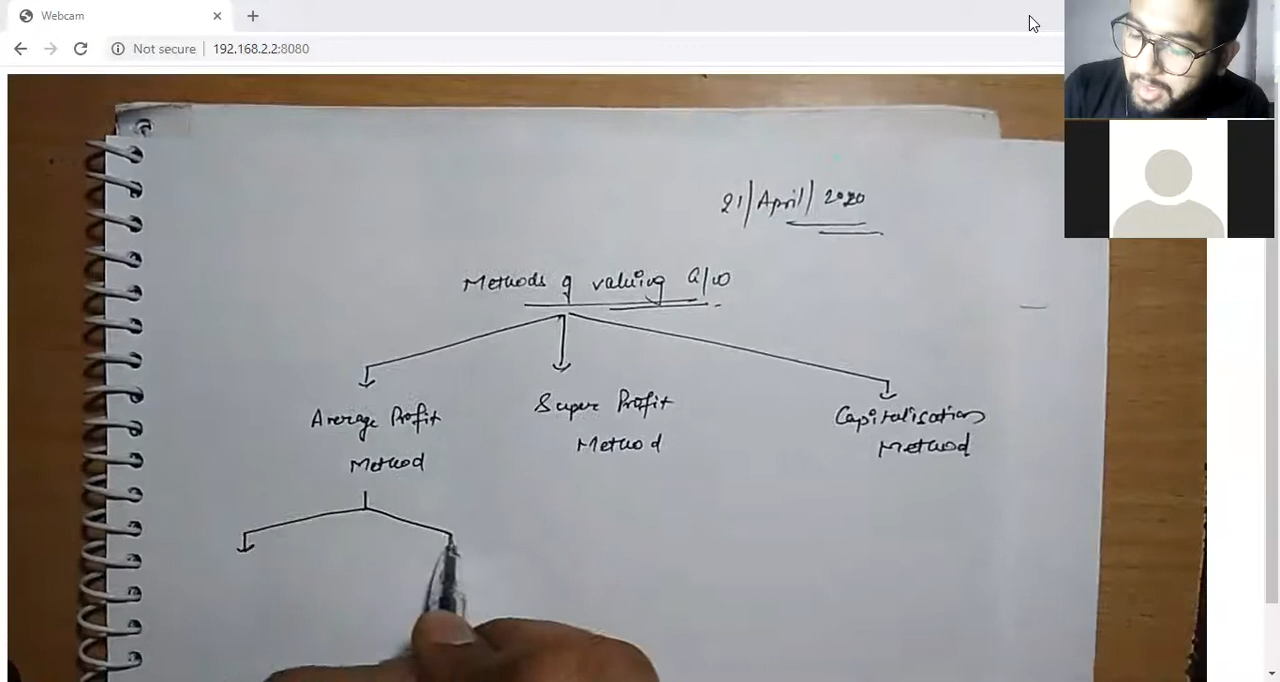 Webcam
Not secure
192.168.2.2:8080
21/April/2020
Methods of valuing G/W
Average Profit
Method
Super Profit
Method
Capitalisation
Method